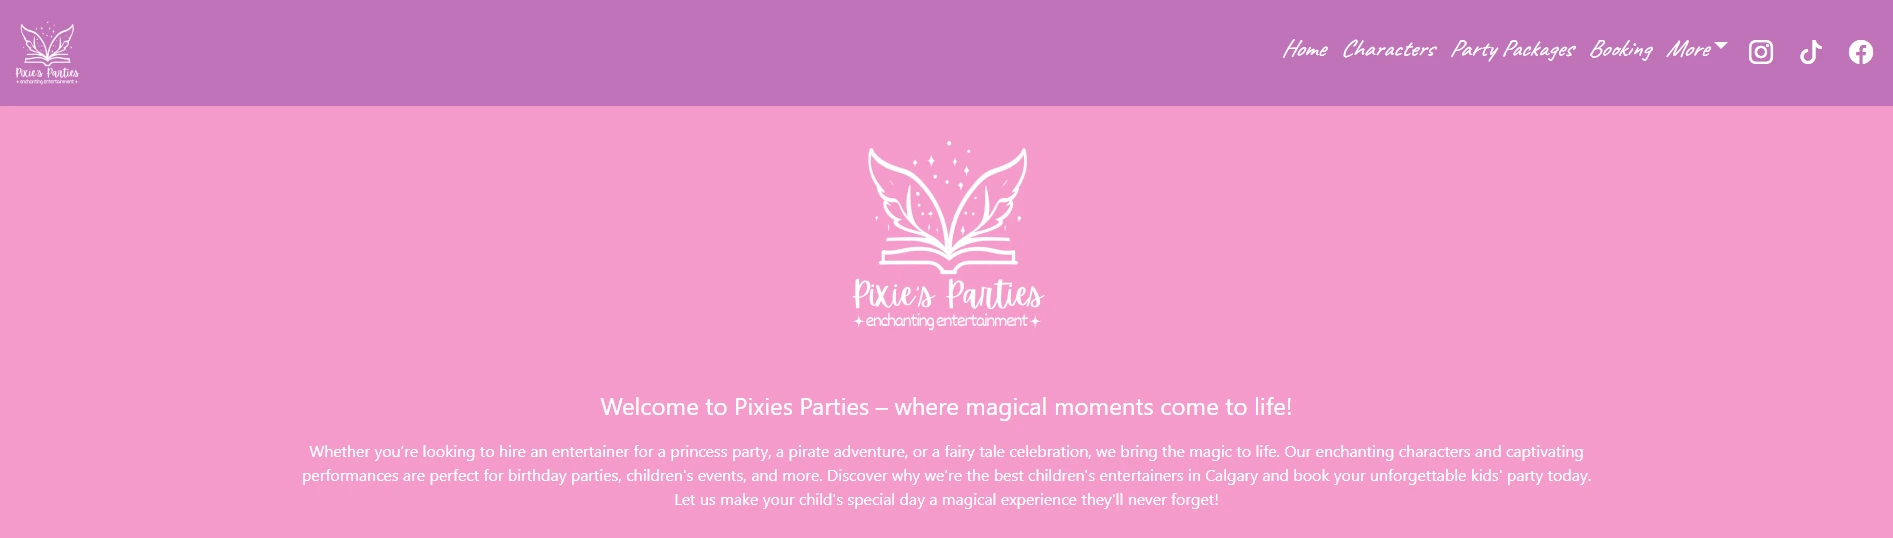 Pixie's Parties
enchanting entertainment
Home Characters Party Packages Booking More
Pixie's Parties
enchanting entertainment
Welcome to Pixies Parties – where magical moments come to life!
Whether you're looking to hire an entertainer for a princess party, a pirate adventure, or a fairy tale celebration, we bring the magic to life. Our enchanting characters and captivating
performances are perfect for birthday parties, children's events, and more. Discover why we're the best children's entertainers in Calgary and book your unforgettable kids' party today.
Let us make your child's special day a magical experience they'll never forget!